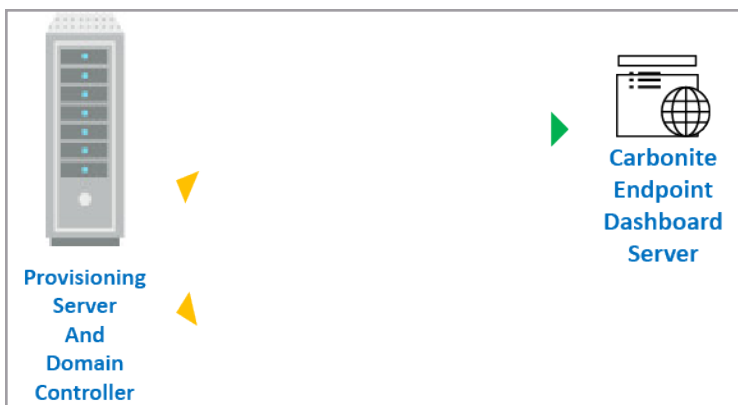 Provisioning
Server
And
Domain
Controller
Carbonite
Endpoint
Dashboard
Server